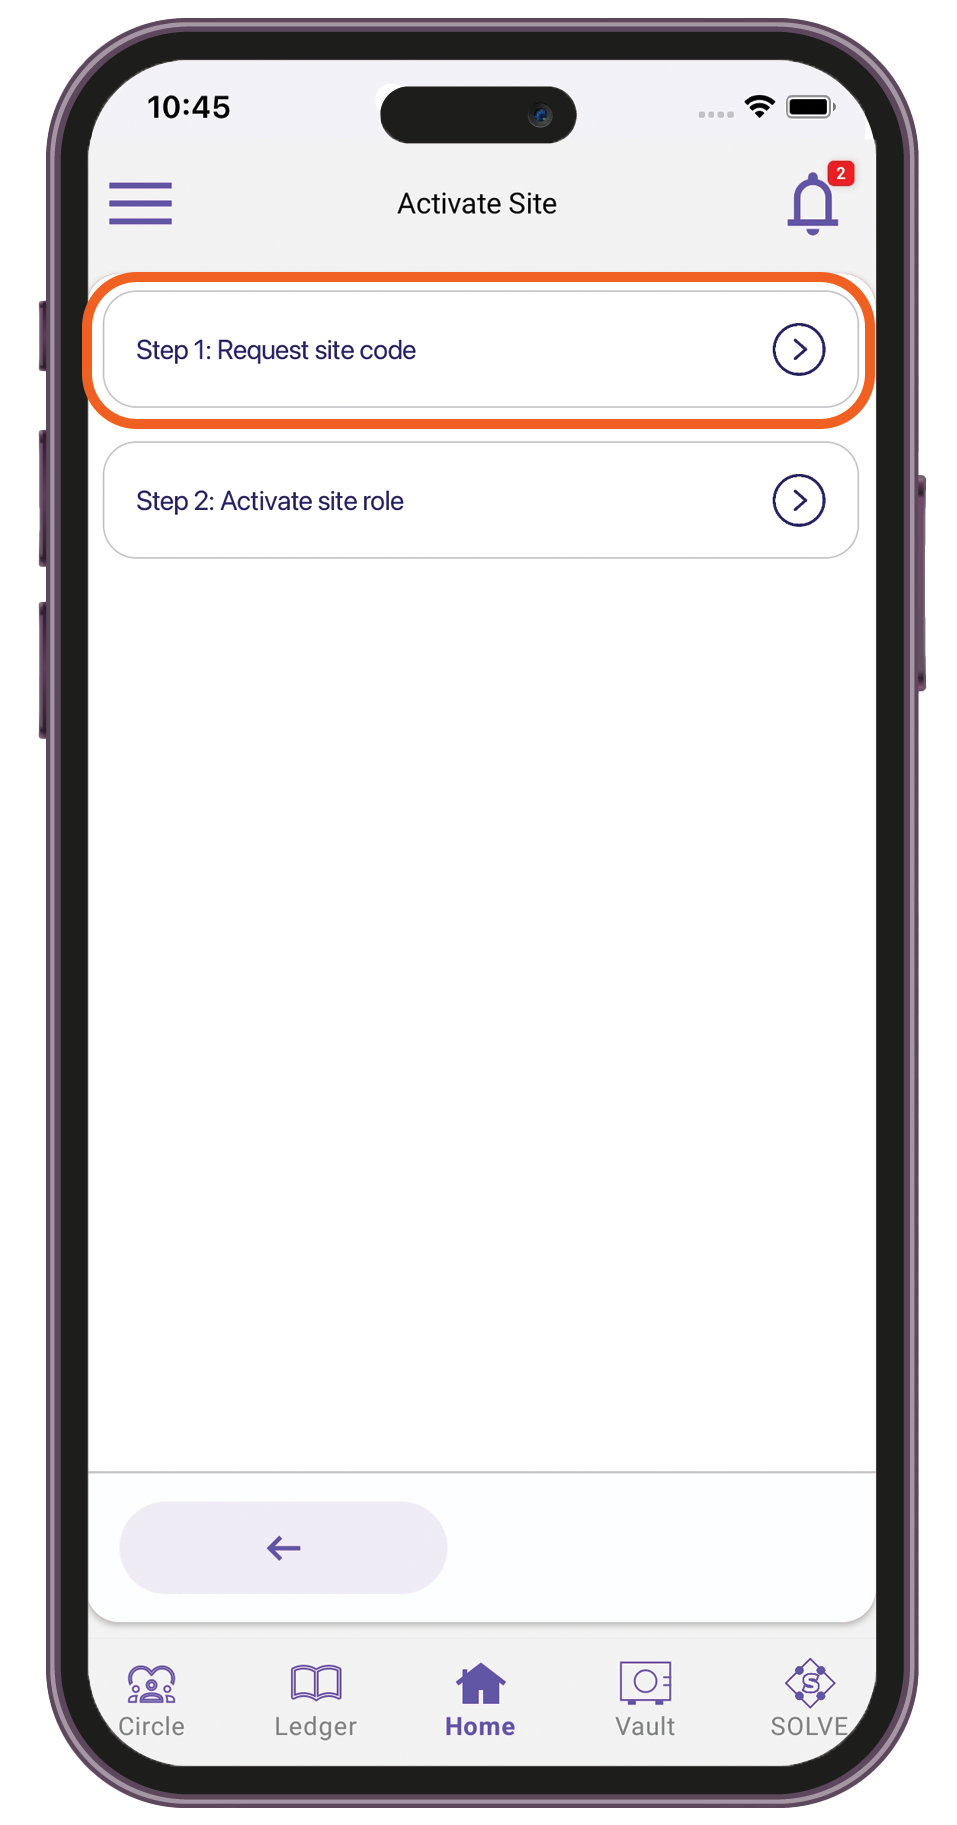 10:45
Activate Site
2
Step 1: Request site code
Step 2: Activate site role
Circle
Ledger
Home
Vault
S
SOLVE